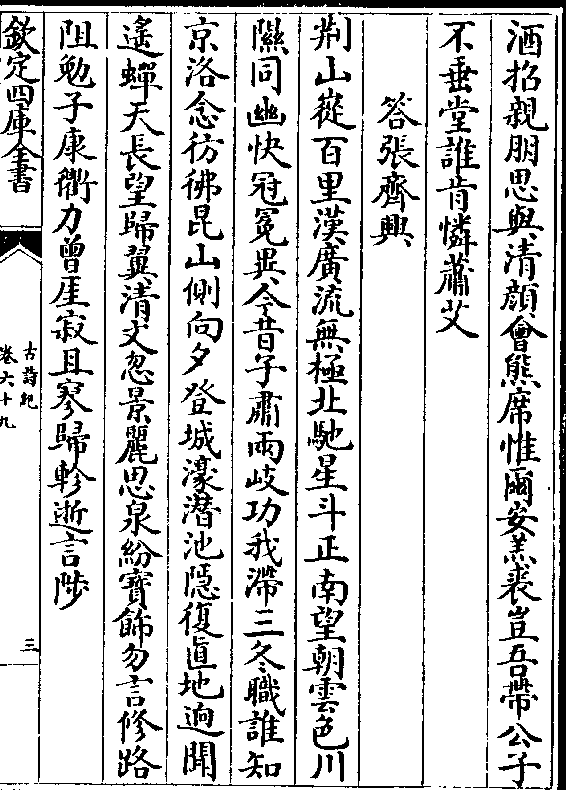 酒招親朋思與清顔會熊席惟爾安羔裘豈吾帶公子
不垂堂誰肯憐蕭艾
答張齊興
荆山嵸百里漢廣流無極北馳星斗正南望朝雲色川
隰同幽快冠冕異今昔子肅兩岐功我滯三冬職誰知
京洛念彷彿昆山側向夕登城濠潛池隱復直地迥聞
遙蟬天長望歸翼清文忽景麗思泉紛寶飾勿言修路
阻勉子康衢力曾厓寂且寥歸軫逝言陟
欽定四庫全書
古詩紀
卷六十九
三